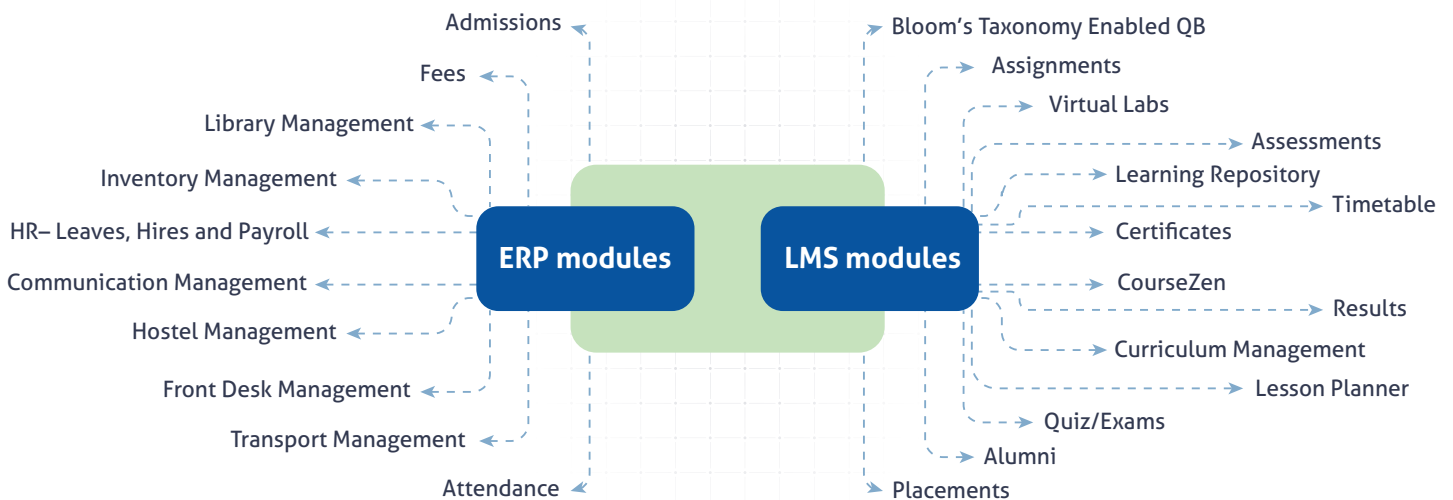 Admissions
Fees
Library Management
Inventory Management
HR– Leaves, Hires and Payroll
Communication Management
Hostel Management
Front Desk Management
Transport Management
Attendance
ERP modules
LMS modules
Bloom’s Taxonomy Enabled QB
Assignments
Virtual Labs
Assessments
Learning Repository
Timetable
Certificates
CourseZen
Results
Curriculum Management
Lesson Planner
Quiz/Exams
Alumni
Placements